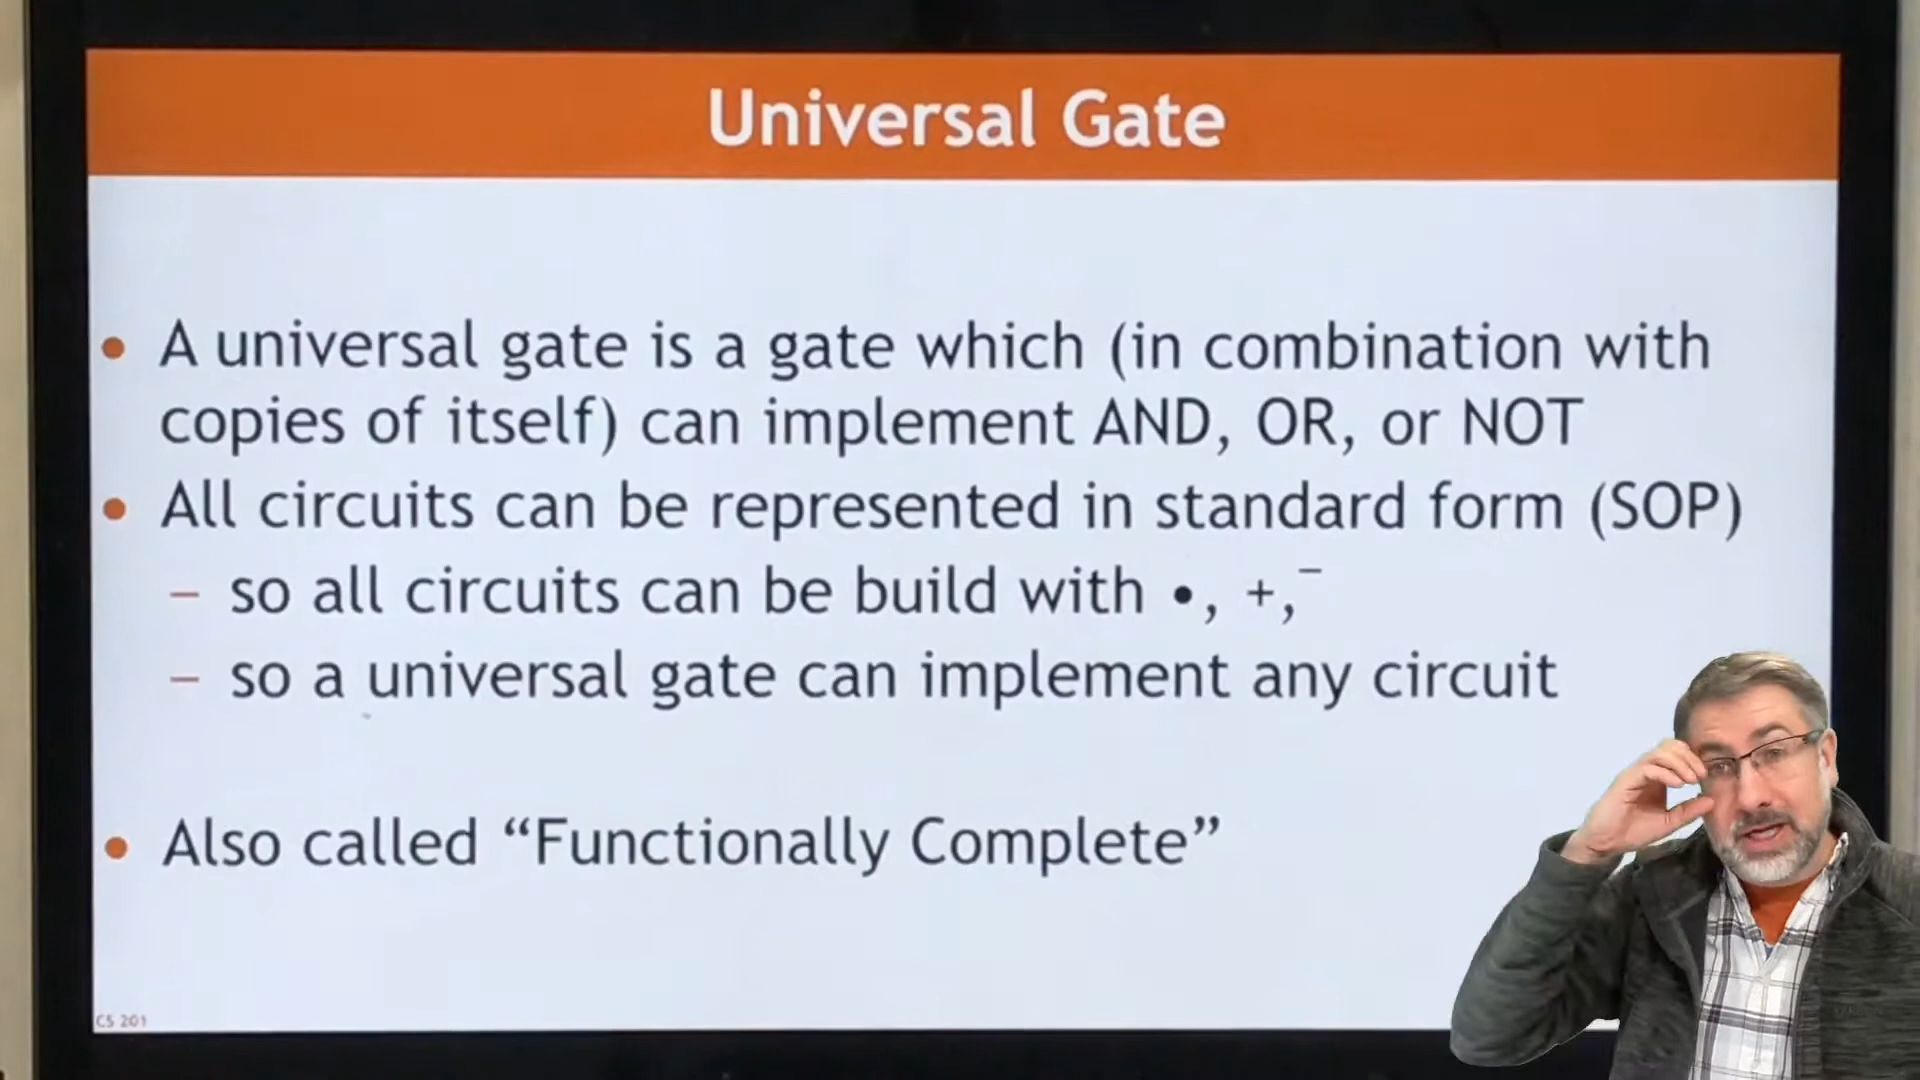 Universal Gate
• A universal gate is a gate which (in combination with
copies of itself) can implement AND, OR, or NOT
• All circuits can be represented in standard form (SOP)
– so all circuits can be build with •, +,‾
– so a universal gate can implement any circuit
• Also called “Functionally Complete”
CS 201